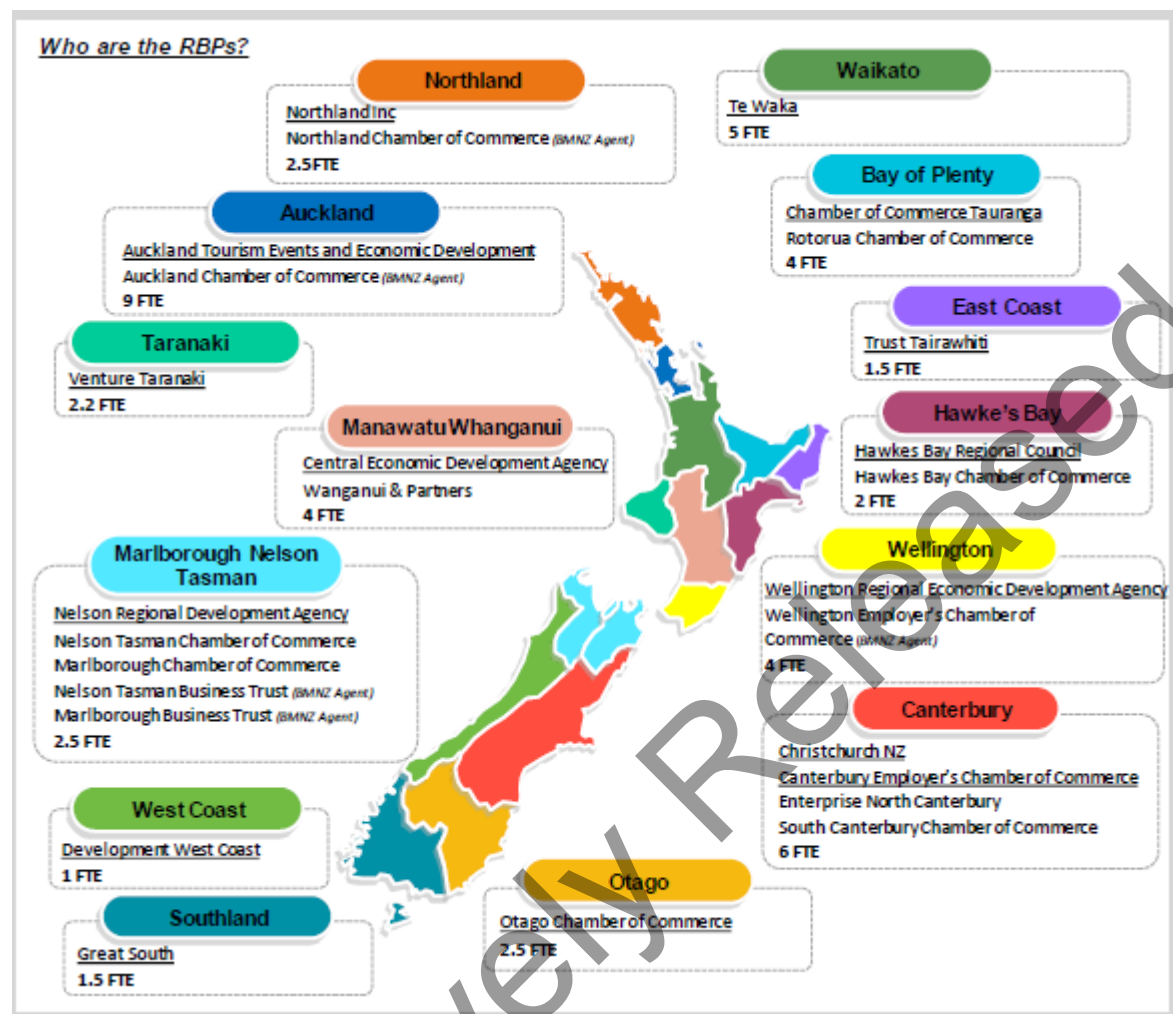 Who are the RBPs?
Northland
Northland Inc
Northland Chamber of Commerce (BMNZ Agent)
2.5 FTE
Waikato
Te Waka
5 FTE
Bay of Plenty
Chamber of Commerce Tauranga
Rotorua Chamber of Commerce
4 FTE
Auckland
Auckland Tourism Events and Economic Development
Auckland Chamber of Commerce (BMNZ Agent)
9 FTE
East Coast
Trust Tairawhiti
1.5 FTE
Taranaki
Venture Taranaki
2.2 FTE
Manawatu Whanganui
Central Economic Development Agency
Wanganui & Partners
4 FTE
Hawke's Bay
Hawkes Bay Regional Council
Hawkes Bay Chamber of Commerce
2 FTE
Marlborough Nelson
Tasman
Nelson Regional Development Agency
Nelson Tasman Chamber of Commerce
Marlborough Chamber of Commerce
Nelson Tasman Business Trust (BMNZ Agent)
Marlborough Business Trust (BMNZ Agent)
2.5 FTE
Wellington
Wellington Regional Economic Development Agency
Wellington Employer's Chamber of
Commerce (BMNZ Agent)
4 FTE
Canterbury
Christchurch NZ
Canterbury Employer's Chamber of Commerce
Enterprise North Canterbury
South Canterbury Chamber of Commerce
6 FTE
West Coast
Development West Coast
1 FTE
Otago
Otago Chamber of Commerce
2.5 FTE
Southland
Great South
1.5 FTE
Released